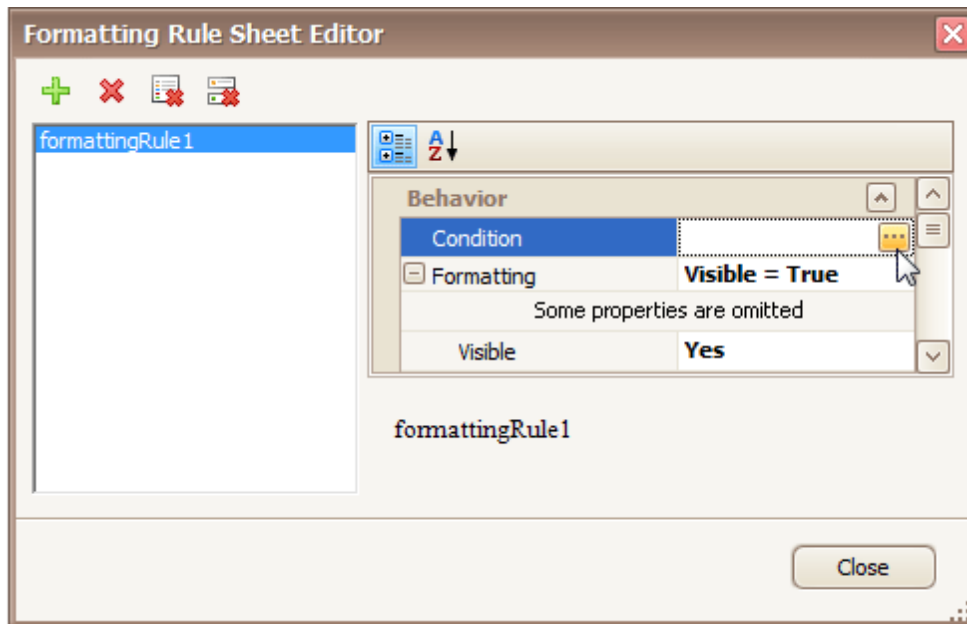 Formatting Rule Sheet Editor
formattingRule1
A
Z
Behavior
Condition
Formatting Visible = True
Some properties are omitted
Visible Yes
formattingRule1
Close